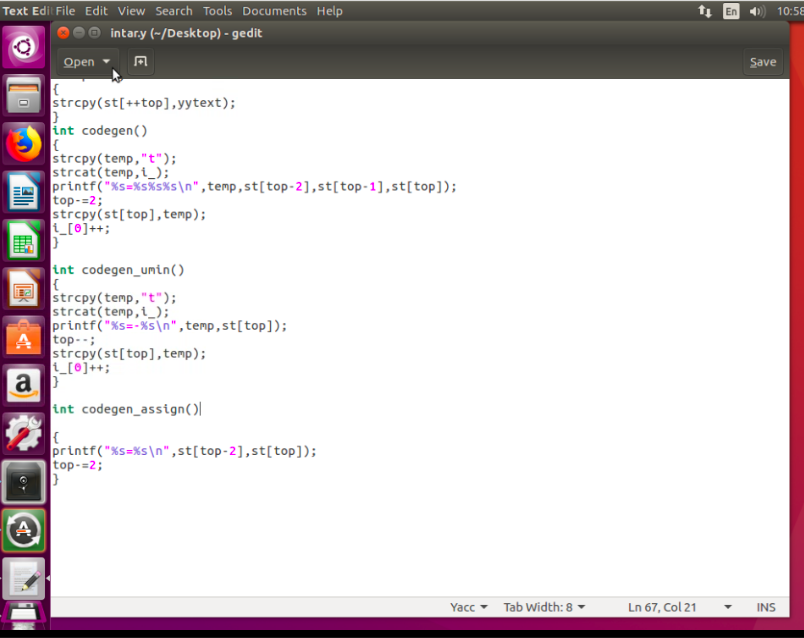 Text Edi File Edit View Search Tools Documents Help
En 10:58
intar.y (~/Desktop) - gedit
Open Save
{
strcpy(st[++top],yytext);
}
int codegen()
{
strcpy(temp,"t");
strcat(temp,i_);
printf("%s=%s%s%s\n",temp,st[top-2],st[top-1],st[top]);
top-=2;
strcpy(st[top],temp);
i_[0]++;
}
int codegen_umin()
{
strcpy(temp,"t");
strcat(temp,i_);
printf("%s=-%s\n",temp,st[top]);
top--;
strcpy(st[top],temp);
i_[0]++;
}
int codegen_assign()
{
printf("%s=%s\n",st[top-2],st[top]);
top-=2;
}
Yacc Tab Width: 8 Ln 67, Col 21 INS